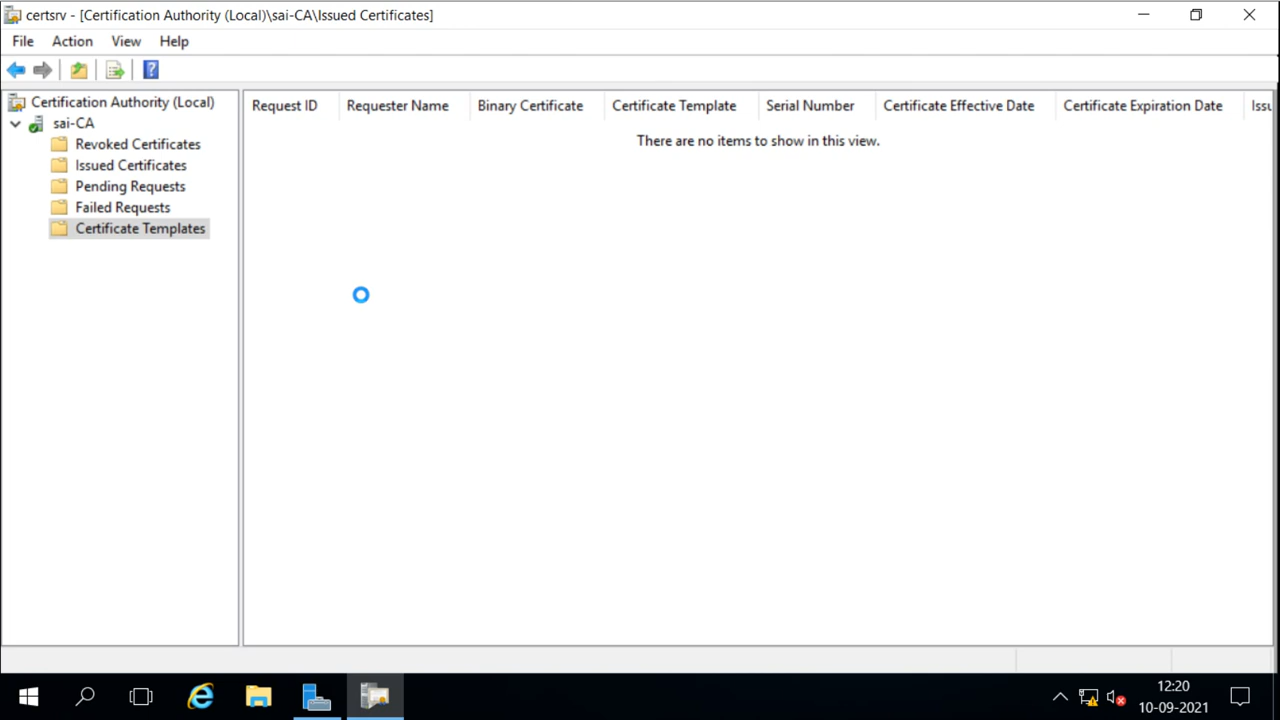 certsrv - [Certification Authority (Local)\sai-CA\Issued Certificates]
File Action View Help
Certification Authority (Local)
sai-CA
Revoked Certificates
Issued Certificates
Pending Requests
Failed Requests
Certificate Templates
Request ID Requester Name Binary Certificate Certificate Template Serial Number Certificate Effective Date Certificate Expiration Date Issu
There are no items to show in this view.
12:20
10-09-2021